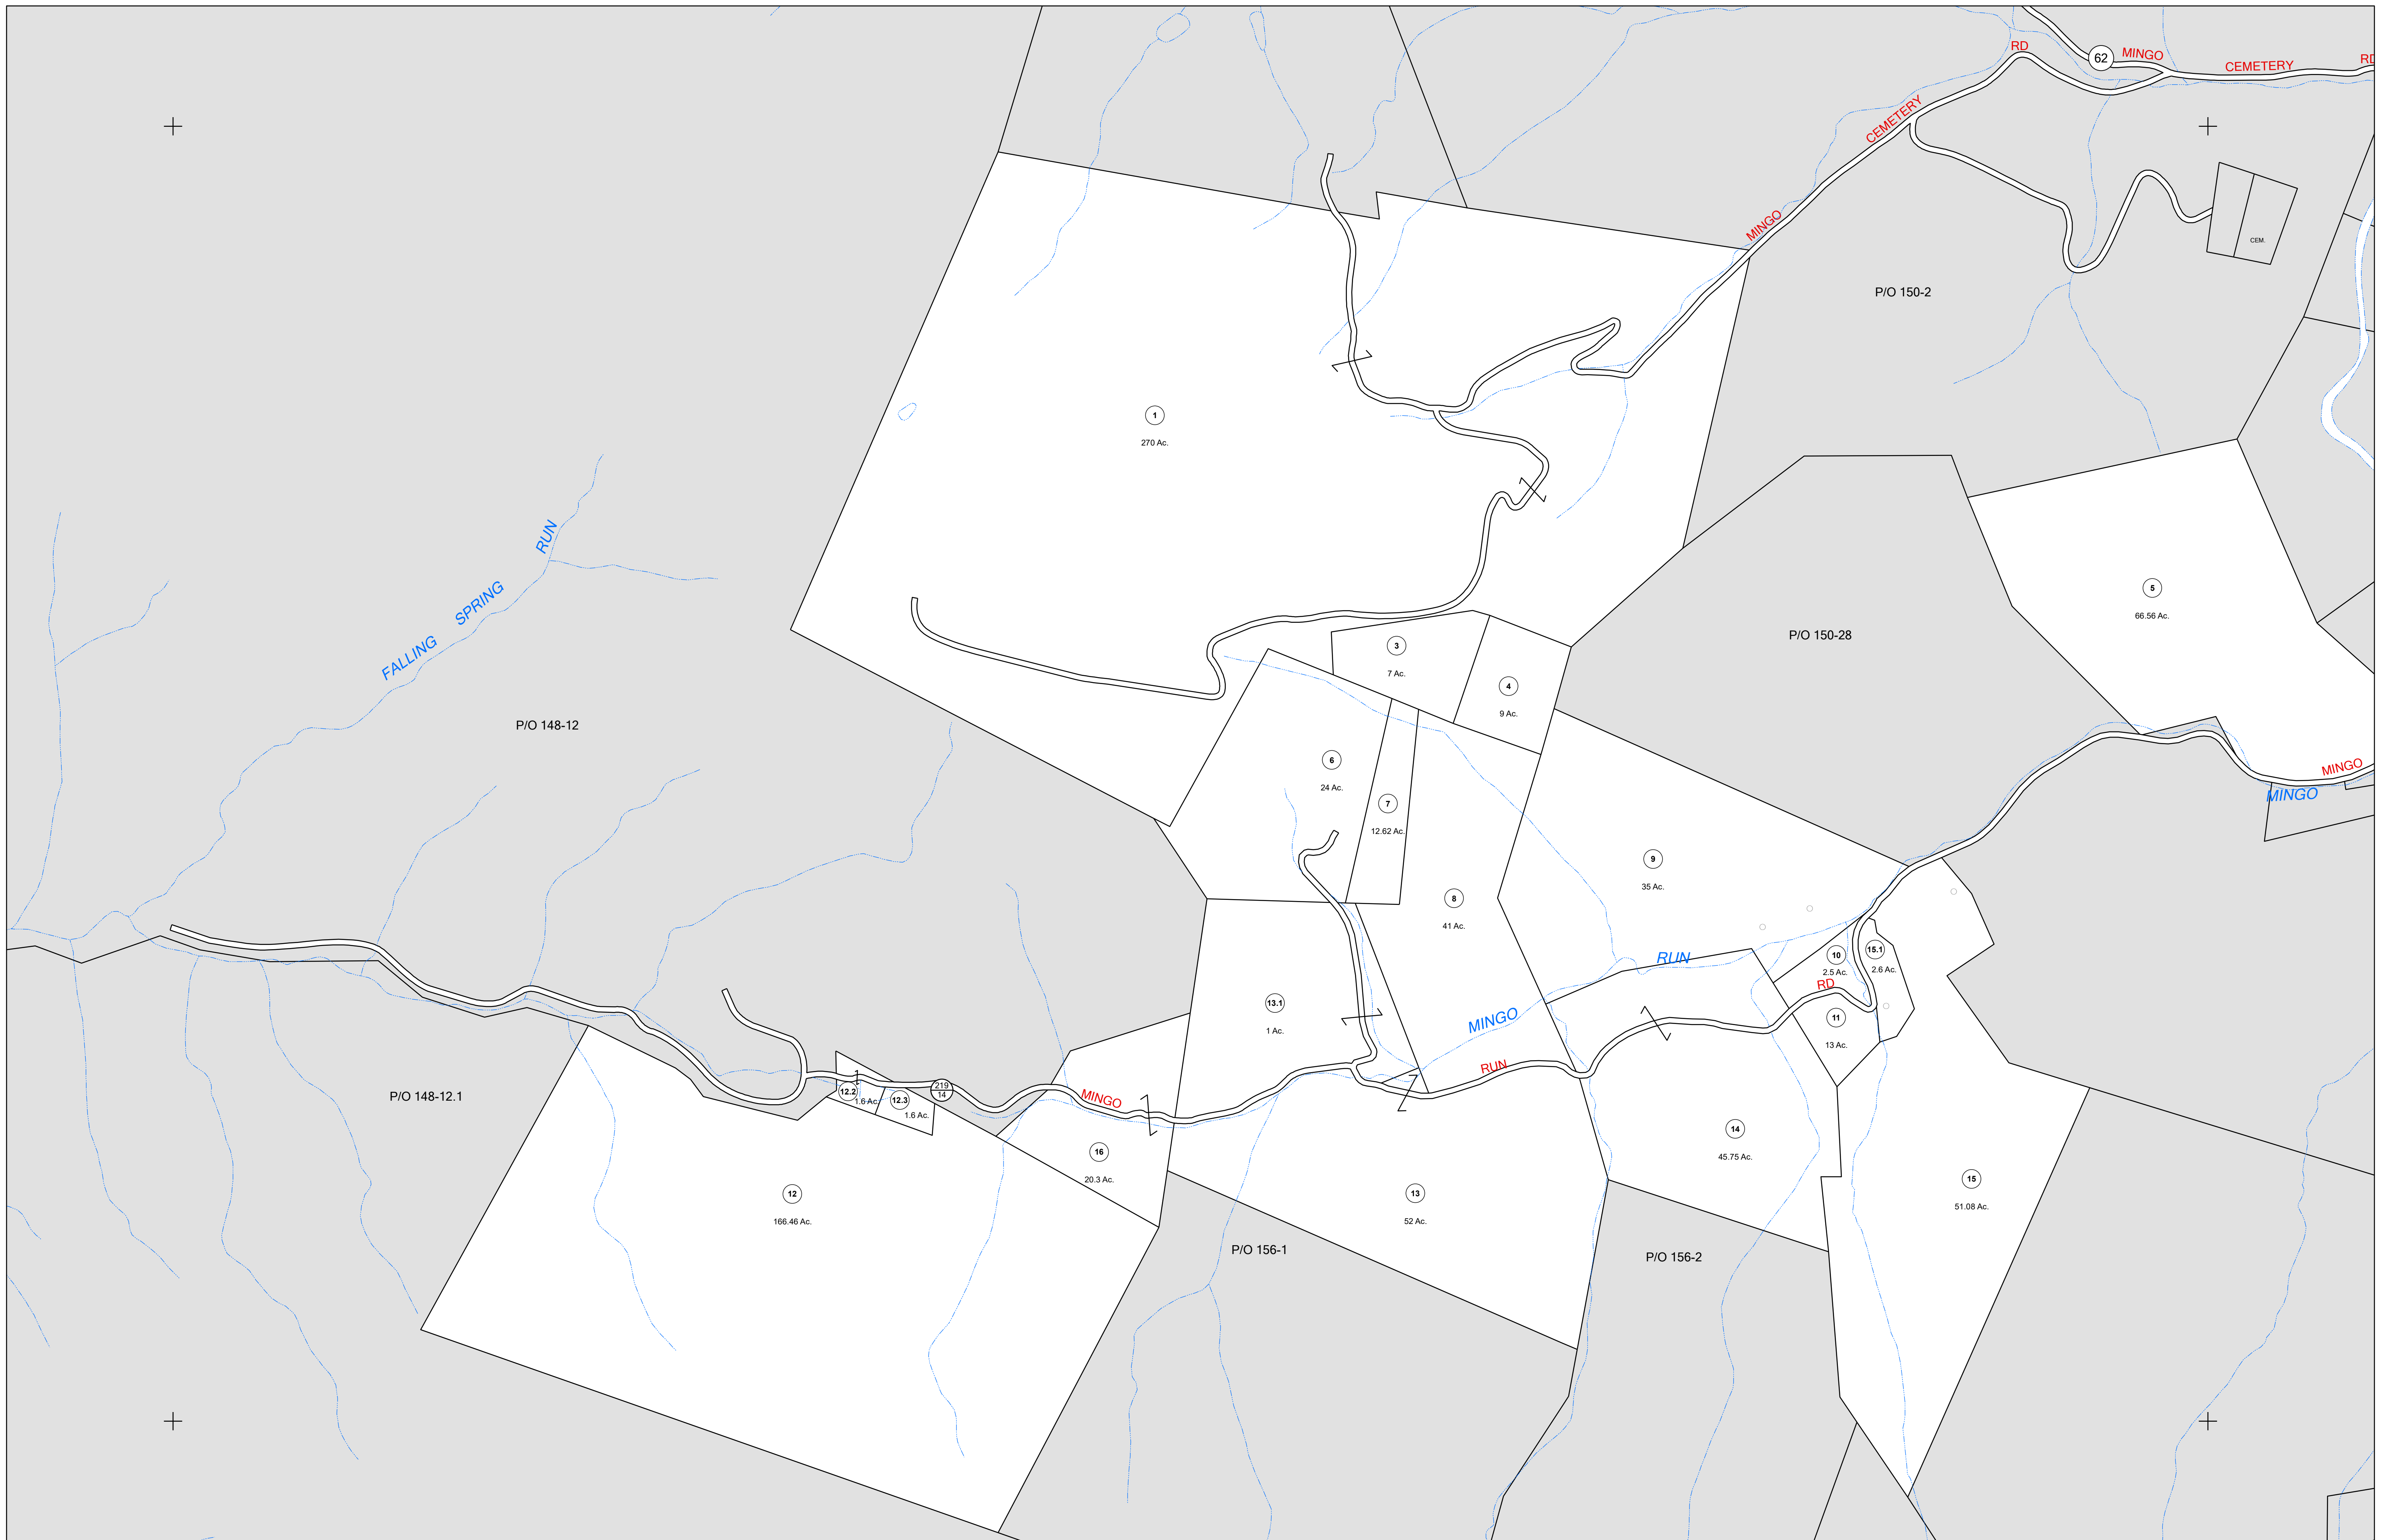 RD
62
MINGO
CEMETERY
RD
CEMETERY
MINGO
CEM.
P/O 150-2
1
270 Ac.
RUN
SPRING
FALLING
5
66.56 Ac.
P/O 150-28
3
7 Ac.
4
9 Ac.
P/O 148-12
6
24 Ac.
7
12.62 Ac.
MINGO
MINGO
9
35 Ac.
8
41 Ac.
RUN
10
2.5 Ac.
15.1
2.6 Ac.
RD
13.1
1 Ac.
MINGO
11
13 Ac.
RUN
P/O 148-12.1
12.2
1.6 Ac.
12.3
1.6 Ac.
219
14
MINGO
16
20.3 Ac.
14
45.75 Ac.
12
166.46 Ac.
13
52 Ac.
15
51.08 Ac.
P/O 156-1
P/O 156-2